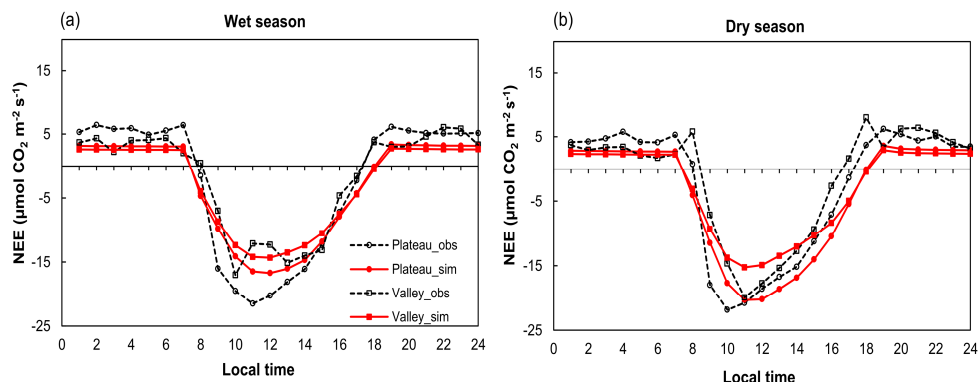 (a)
Wet season
15
5
-5
-15
-25
NEE (µmol CO2 m-2 s-1)
0 2 4 6 8 10 12 14 16 18 20 22 24
Local time
Plateau_obs
Plateau_sim
Valley_obs
Valley_sim
(b)
Dry season
15
5
-5
-15
-25
NEE (µmol CO2 m-2 s-1)
0 2 4 6 8 10 12 14 16 18 20 22 24
Local time